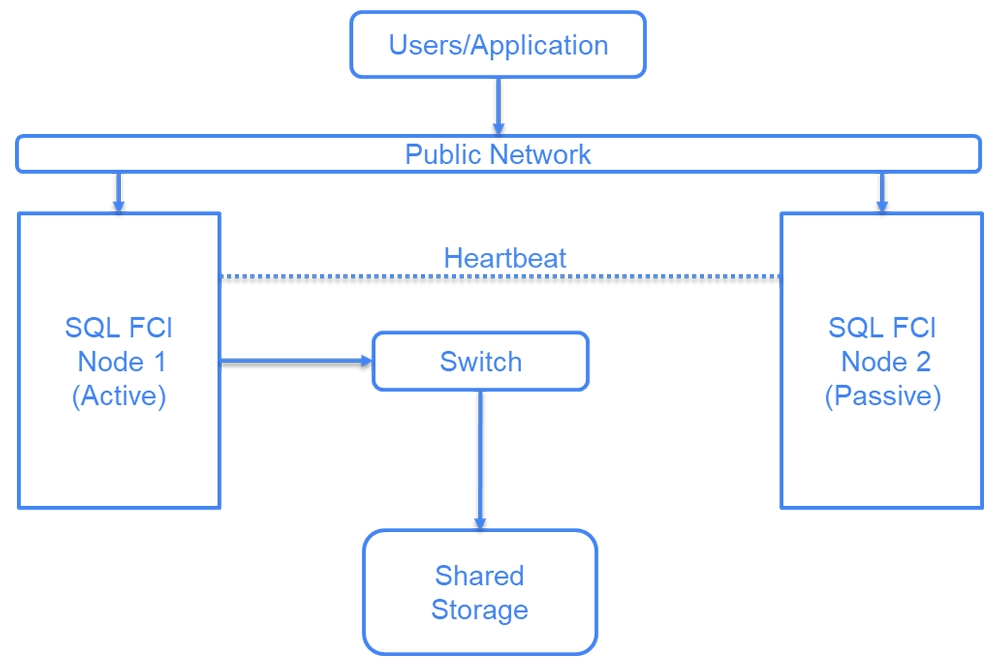 Users/Application
Public Network
Heartbeat
SQL FCI
Node 1
(Active)
Switch
SQL FCI
Node 2
(Passive)
Shared
Storage